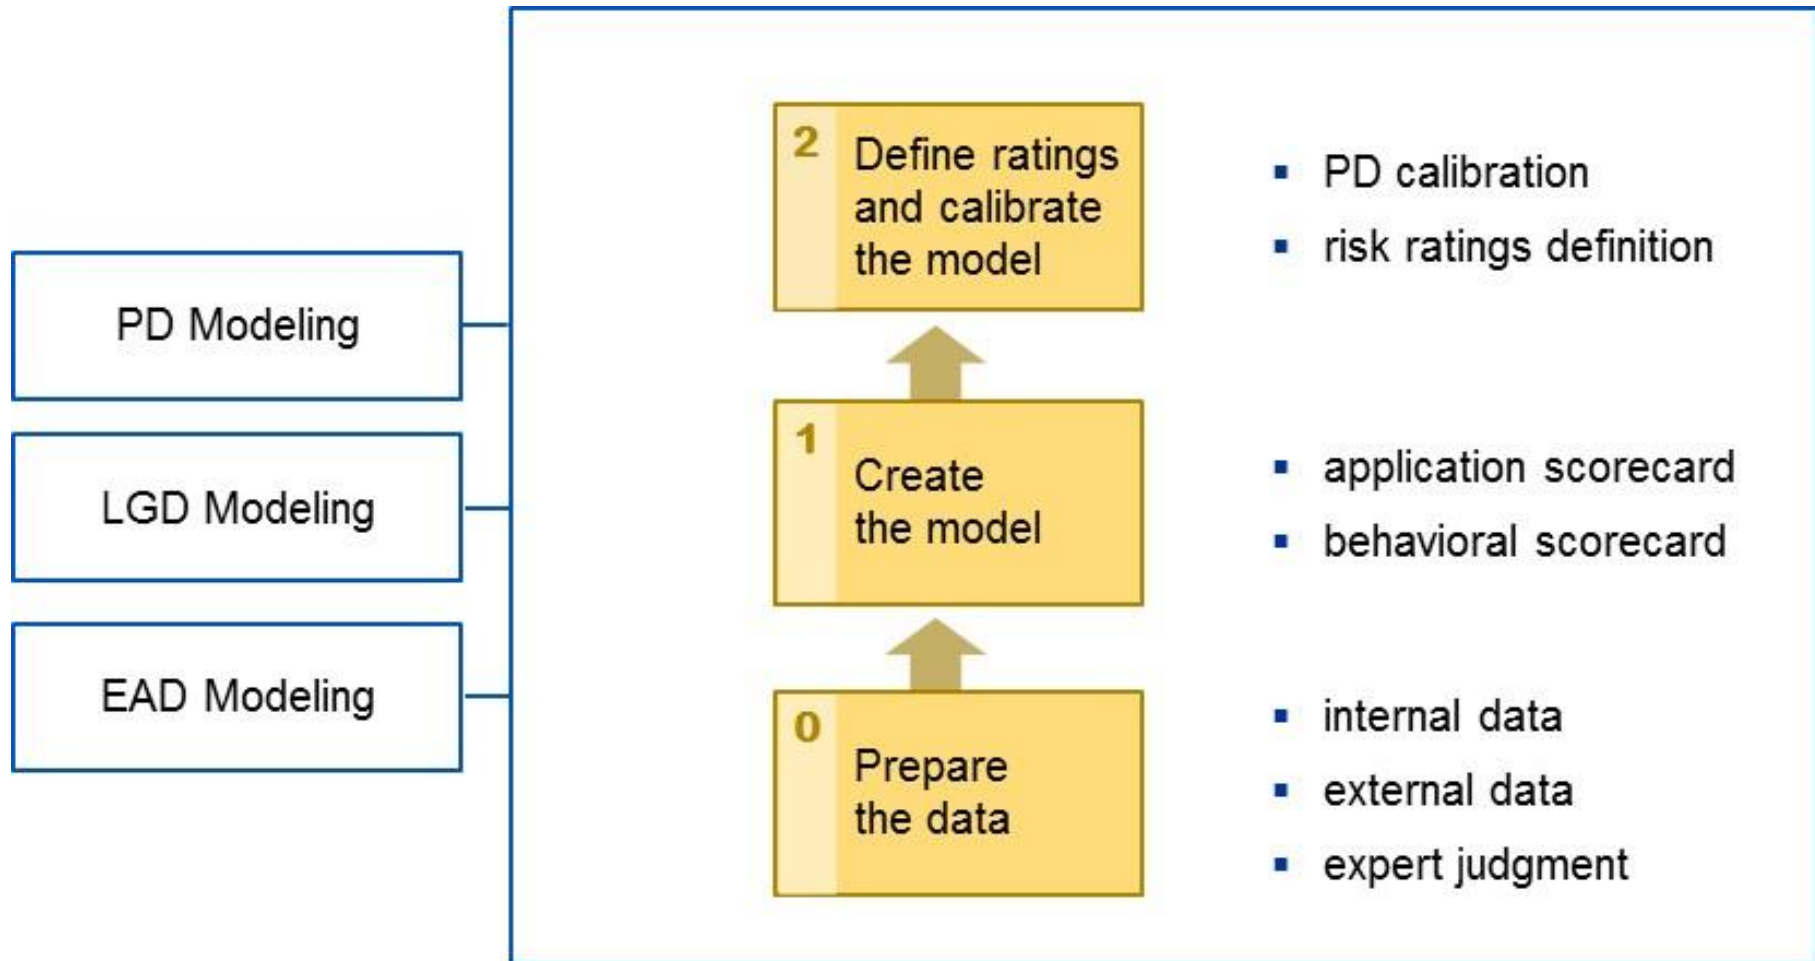 PD Modeling
LGD Modeling
EAD Modeling
2
Define ratings
and calibrate
the model
PD calibration
risk ratings definition
1
Create
the model
application scorecard
behavioral scorecard
0
Prepare
the data
internal data
external data
expert judgment